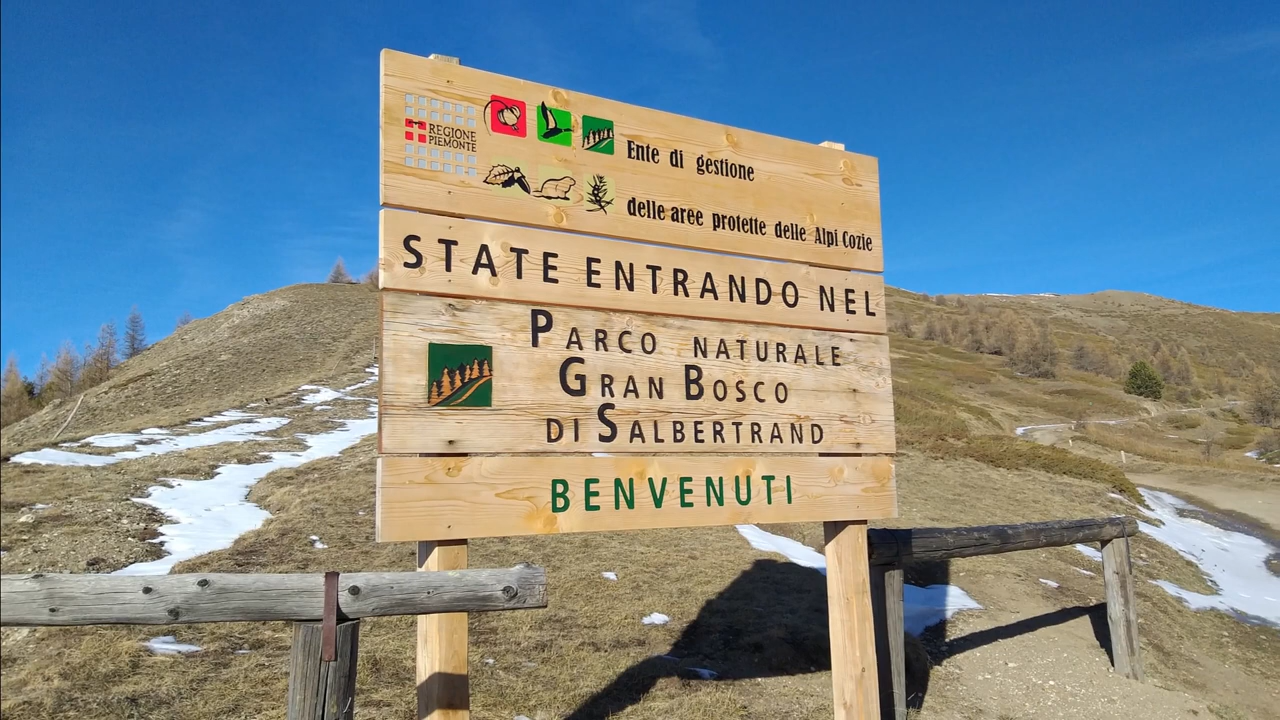 REGIONE
PIEMONTE
Ente di gestione
delle aree protette delle Alpi Cozie
STATE ENTRANDO NEL
PARCO NATURALE
GRAN BOSCO
DI SALBERTRAND
BENVENUTI